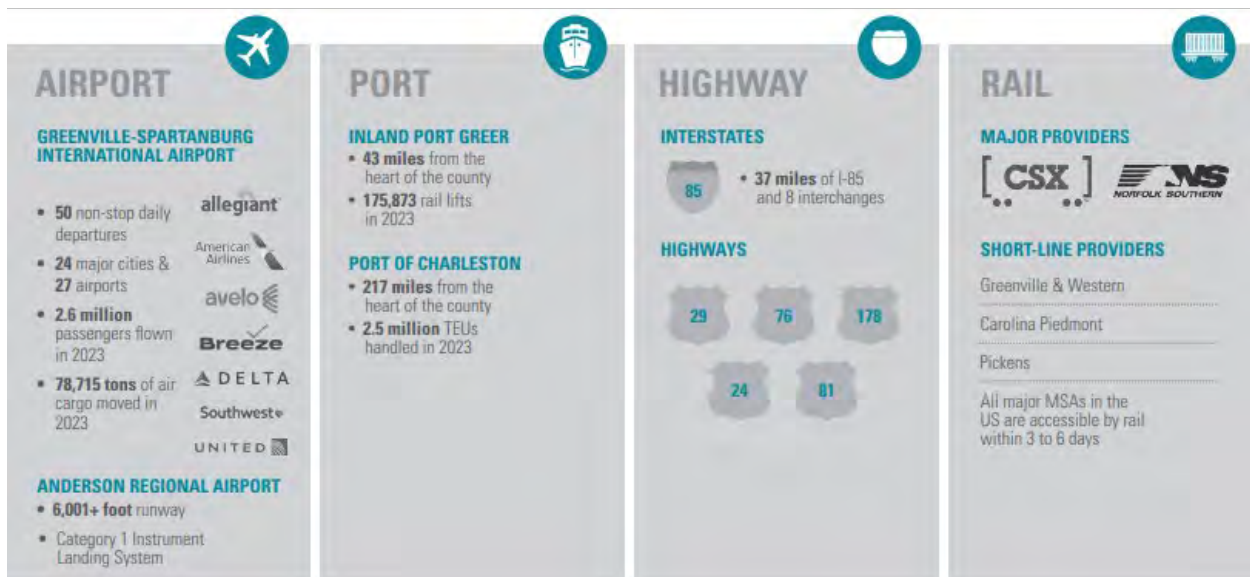 AIRPORT
GREENVILLE-SPARTANBURG
INTERNATIONAL AIRPORT
• 50 non-stop daily
departures
• 24 major cities &
27 airports
• 2.6 million
passengers flown
in 2023
• 78,715 tons of air
cargo moved in
2023
allegiant
American
Airlines
avelo
Breeze
DELTA
Southwest
UNITED
ANDERSON REGIONAL AIRPORT
• 6,001+ foot runway
• Category 1 Instrument
Landing System
PORT
INLAND PORT GREER
• 43 miles from the
heart of the county
• 175,873 rail lifts
in 2023
PORT OF CHARLESTON
• 217 miles from the
heart of the county
• 2.5 million TEUs
handled in 2023
HIGHWAY
INTERSTATES
85
• 37 miles of I-85
and 8 interchanges
HIGHWAYS
29 76 178
24 81
RAIL
MAJOR PROVIDERS
[CSX]
NS
NORFOLK SOUTHERN
SHORT-LINE PROVIDERS
Greenville & Western
Carolina Piedmont
Pickens
All major MSAs in the
US are accessible by rail
within 3 to 6 days